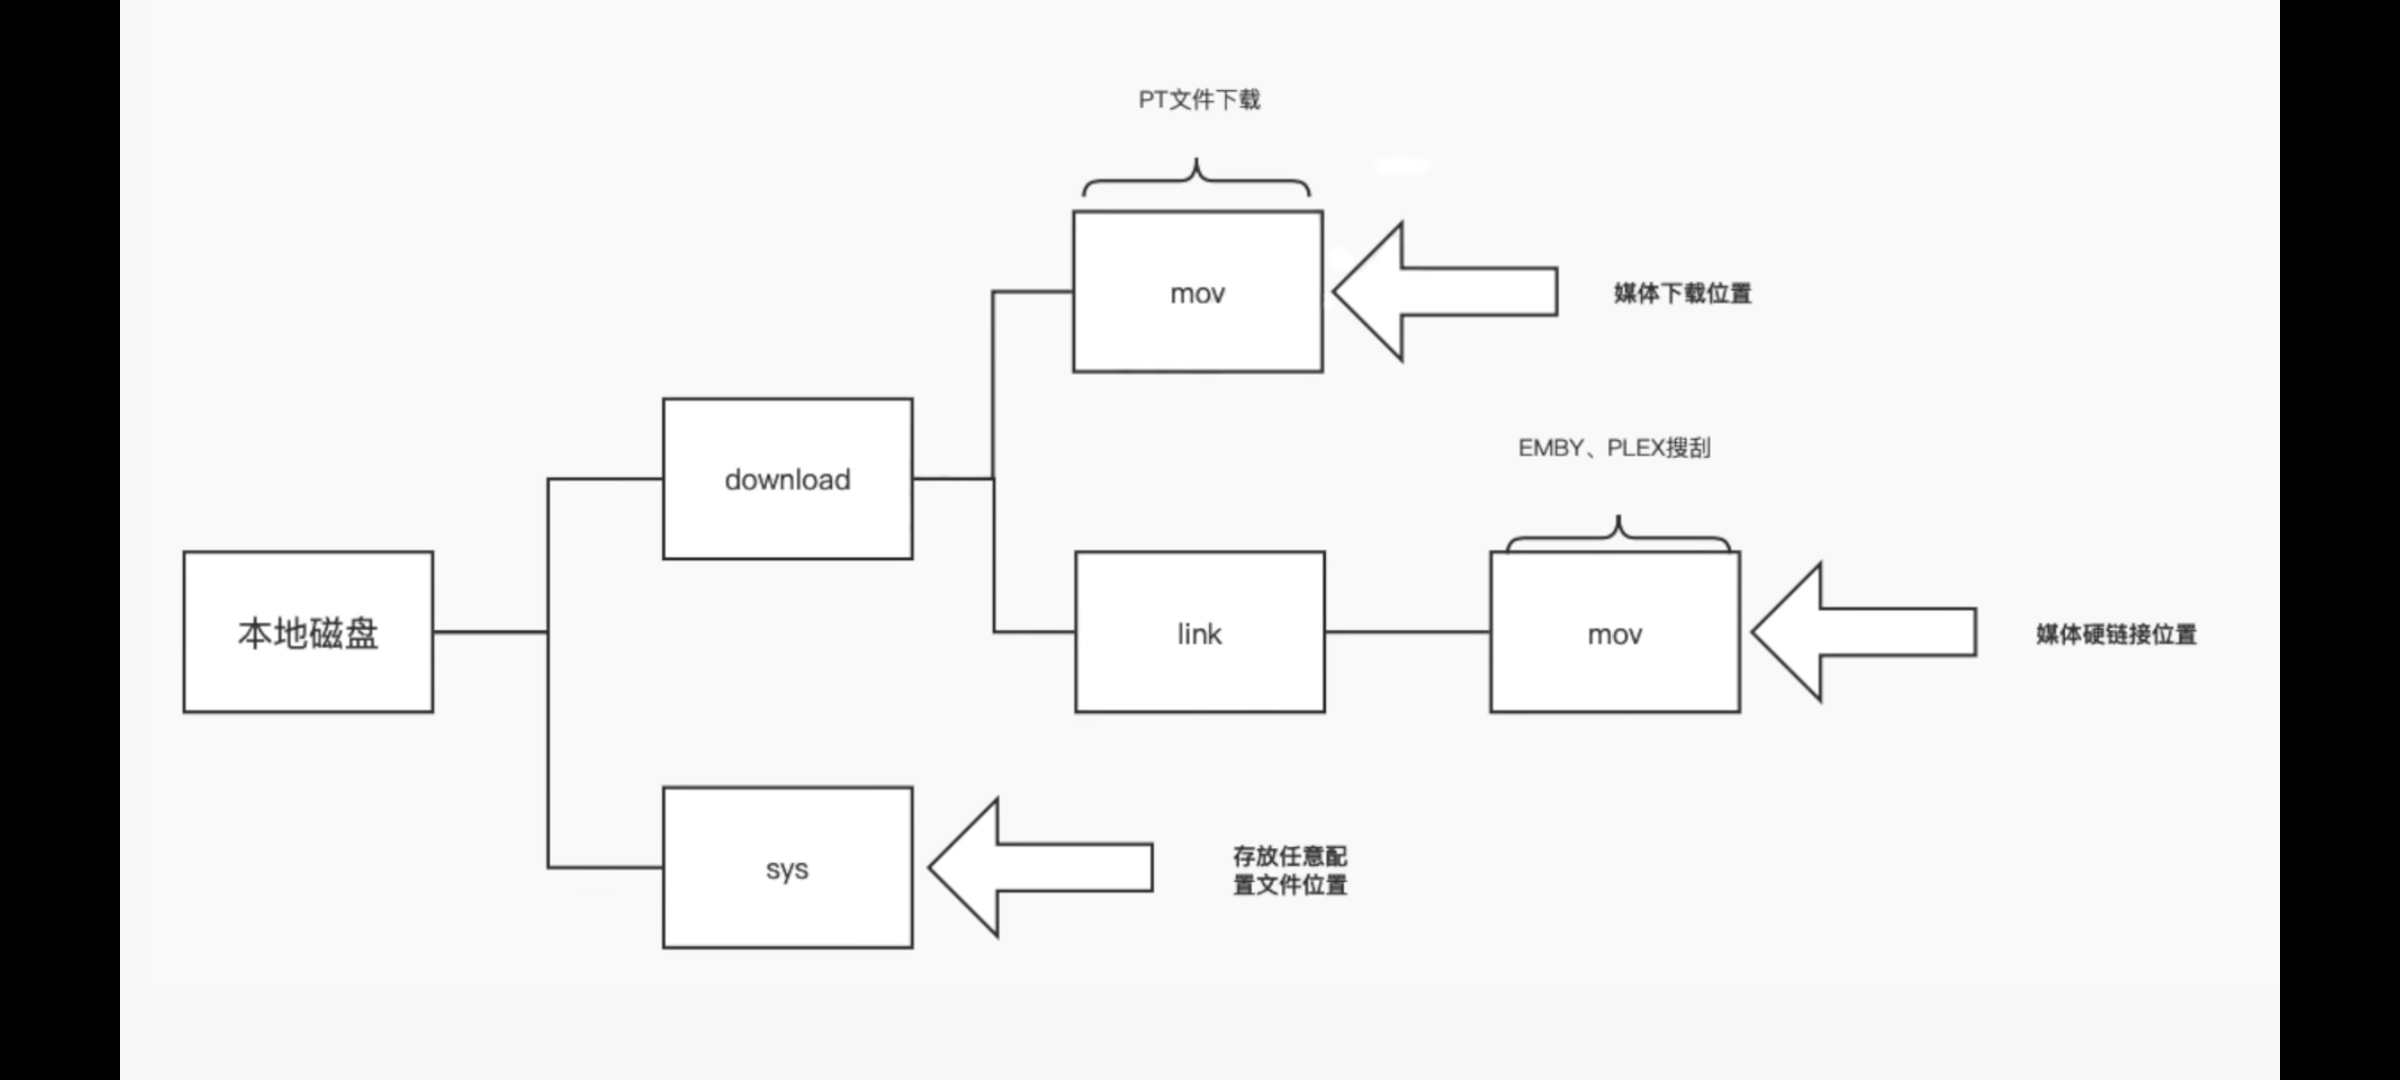 PT文件下载
mov
媒体下载位置
EMBY、PLEX搜刮
download
本地磁盘
link
mov
媒体硬链接位置
sys
存放任意配
置文件位置